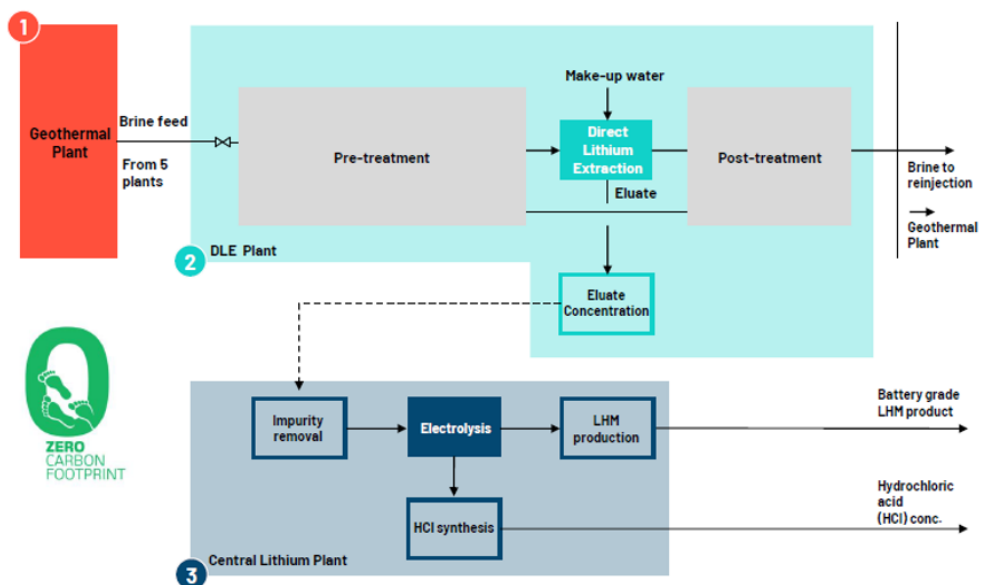 1
Geothermal
Plant
Brine feed
From 5
plants
Pre-treatment
Make-up water
Direct
Lithium
Extraction
Eluate
Post-treatment
Brine to
reinjection
Geothermal
Plant
2
DLE Plant
Eluate
Concentration
ZERO
CARBON
FOOTPRINT
Impurity
removal
Electrolysis
LHM
production
Battery grade
LHM product
HCl synthesis
Hydrochloric
acid
(HCl) conc.
3
Central Lithium Plant